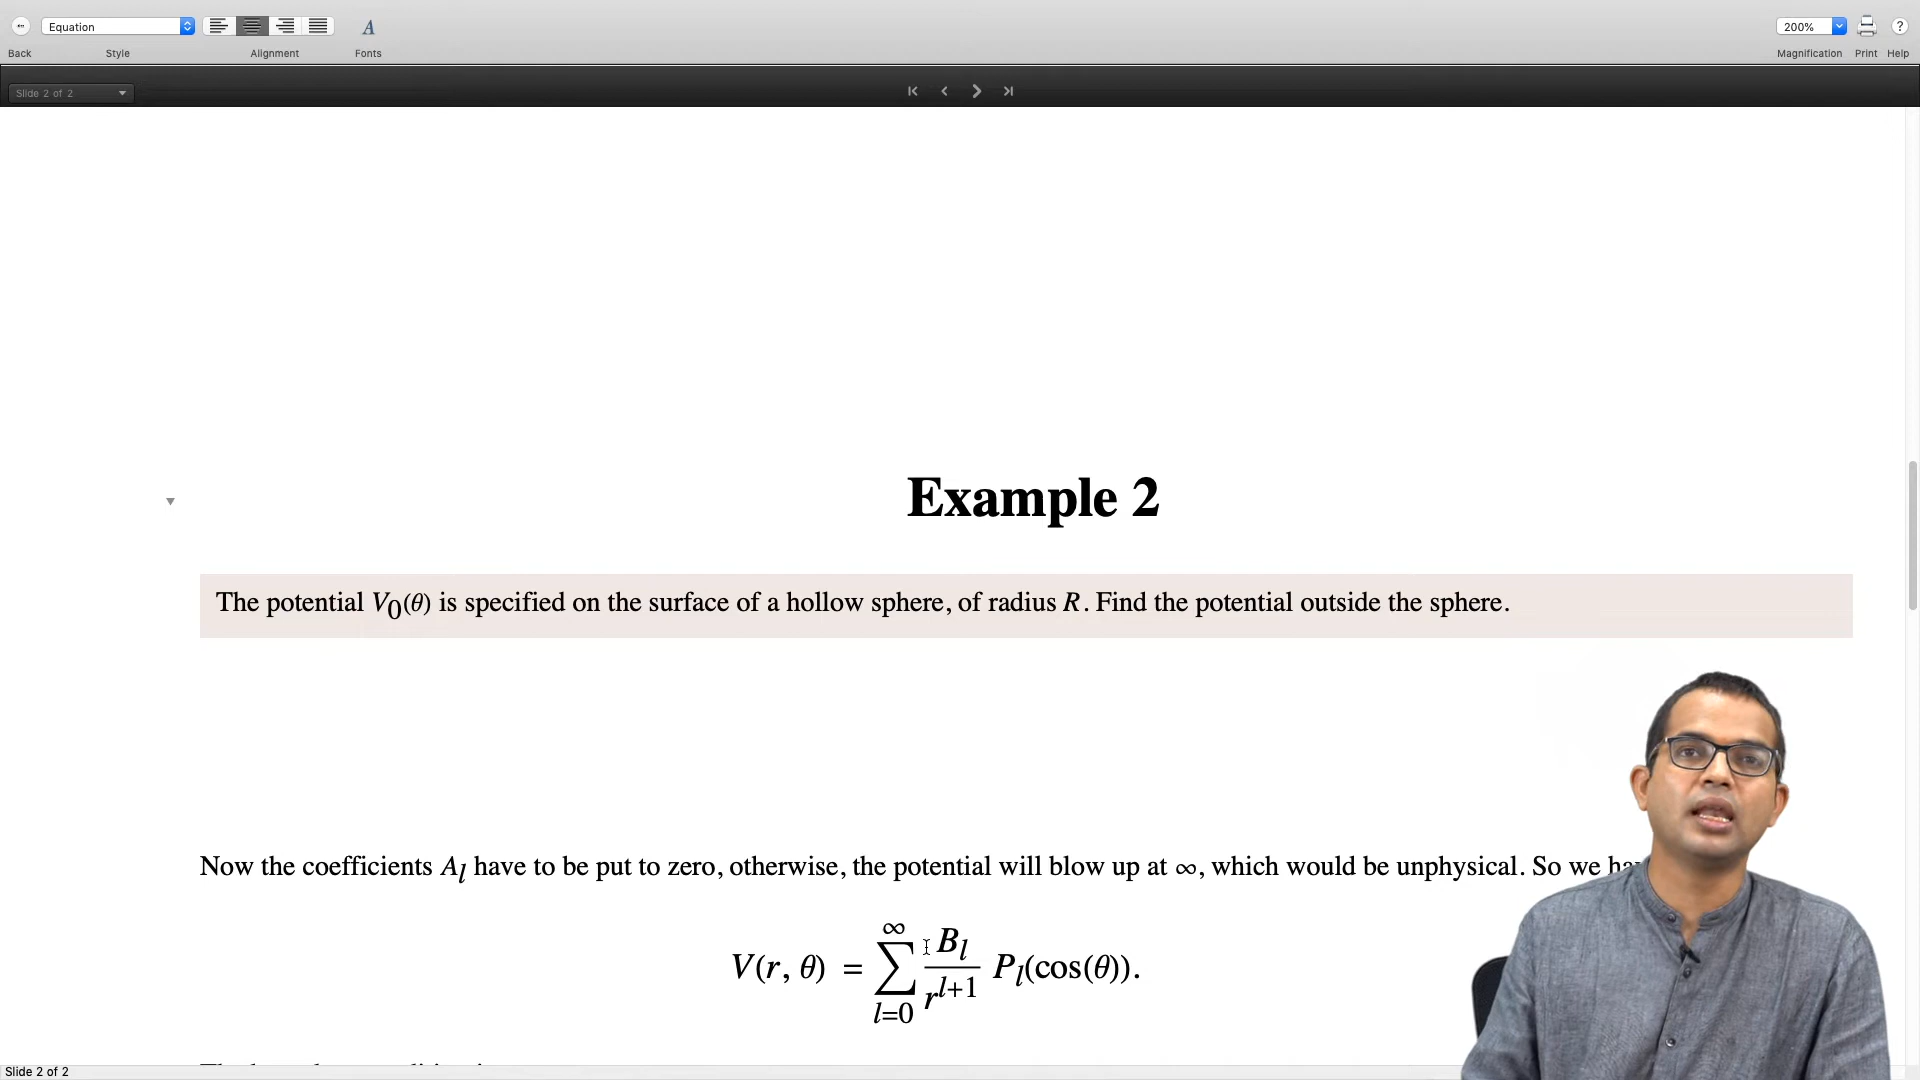 Equation
200%
Back
Style
Alignment
Fonts
Magnification
Print
Help
Slide 2 of 2
Example 2
The potential V₀(θ) is specified on the surface of a hollow sphere, of radius R. Find the potential outside the sphere.
Now the coefficients Aₗ have to be put to zero, otherwise, the potential will blow up at ∞, which would be unphysical. So we
V(r, θ) = ∑_{l=0}^{∞} B_l / r^{l+1} P_l(cos(θ)).
Slide 2 of 2